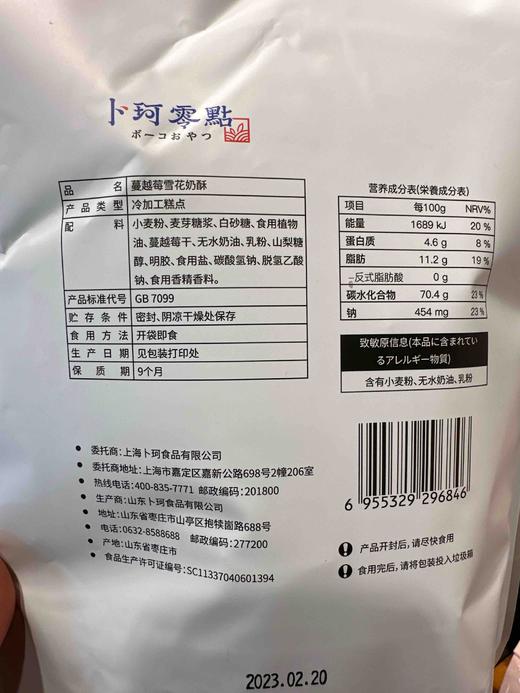 卜珂零點
ボーコおやつ
品名 蔓越莓雪花奶酥
产品类型 冷加工糕点
配料 小麦粉、麦芽糖浆、白砂糖、食用植物
油、蔓越莓干、无水奶油、乳粉、山梨糖
醇、明胶、食用盐、碳酸氢钠、脱氢乙酸
钠、食用香精香料。
产品标准代号 GB 7099
贮存条件 密封、阴凉干燥处保存
食用方法 开袋即食
生产日期 见包装打印处
保质期 9个月
营养成分表(栄養成分表)
项目 每100g NRV%
能量 1689 kJ 20 %
蛋白质 4.6 g 8 %
脂肪 11.2 g 19 %
—反式脂肪酸 0 g
碳水化合物 70.4 g 23 %
钠 454 mg 23 %
致敏原信息(本品に含まれてい
るアレルギー物質)
含有小麦粉、无水奶油、乳粉
• 委托商:上海卜珂食品有限公司
• 委托商地址:上海市嘉定区嘉新公路698号2幢206室
• 热线电话:400-835-7771 邮政编码:201800
• 生产商:山东卜珂食品有限公司
• 地址:山东省枣庄市山亭区抱犊崮路688号
• 电话:0632-8588688 邮政编码:277200
• 产地:山东省枣庄市
• 食品生产许可证编号:SC11337040601394
6 955329 296846
产品开封后,请尽快食用
食用完后,请将包装投入垃圾箱
2023.02.20